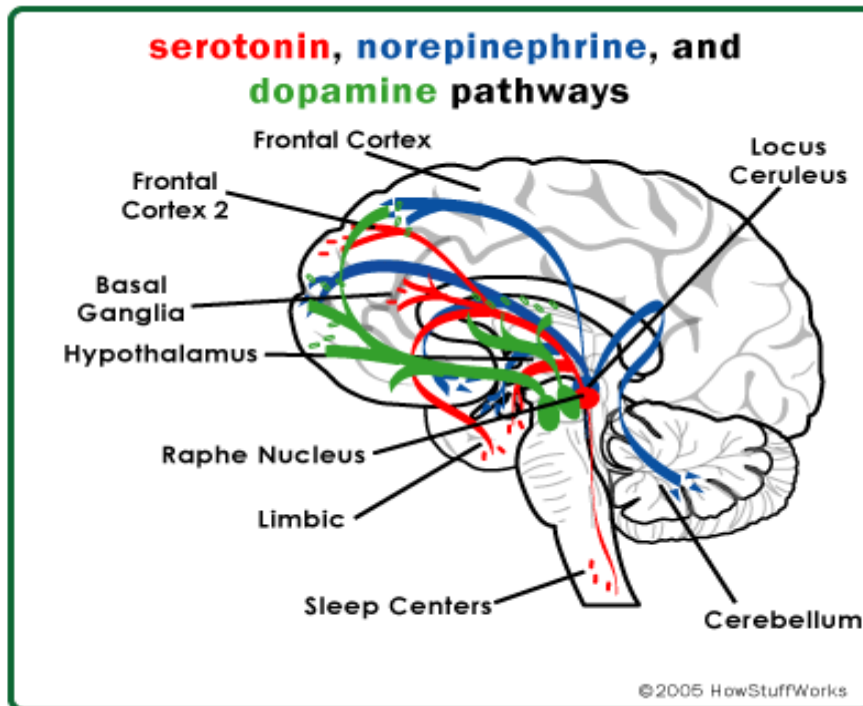 serotonin, norepinephrine, and
dopamine pathways
Frontal Cortex
Locus
Ceruleus
Frontal
Cortex 2
Basal
Ganglia
Hypothalamus
Raphe Nucleus
Limbic
Sleep Centers
Cerebellum
©2005 HowStuffWorks